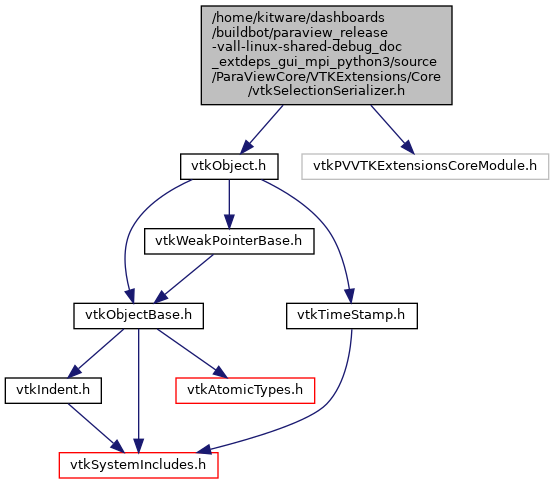 /home/kitware/dashboards
/buildbot/paraview_release
-vall-linux-shared-debug_doc
_extdeps_gui_mpi_python3/source
/ParaViewCore/VTKExtensions/Core
/vtkSelectionSerializer.h
vtkObject.h
vtkPVVTKExtensionsCoreModule.h
vtkWeakPointerBase.h
vtkObjectBase.h
vtkTimeStamp.h
vtkIndent.h
vtkAtomicTypes.h
vtkSystemIncludes.h